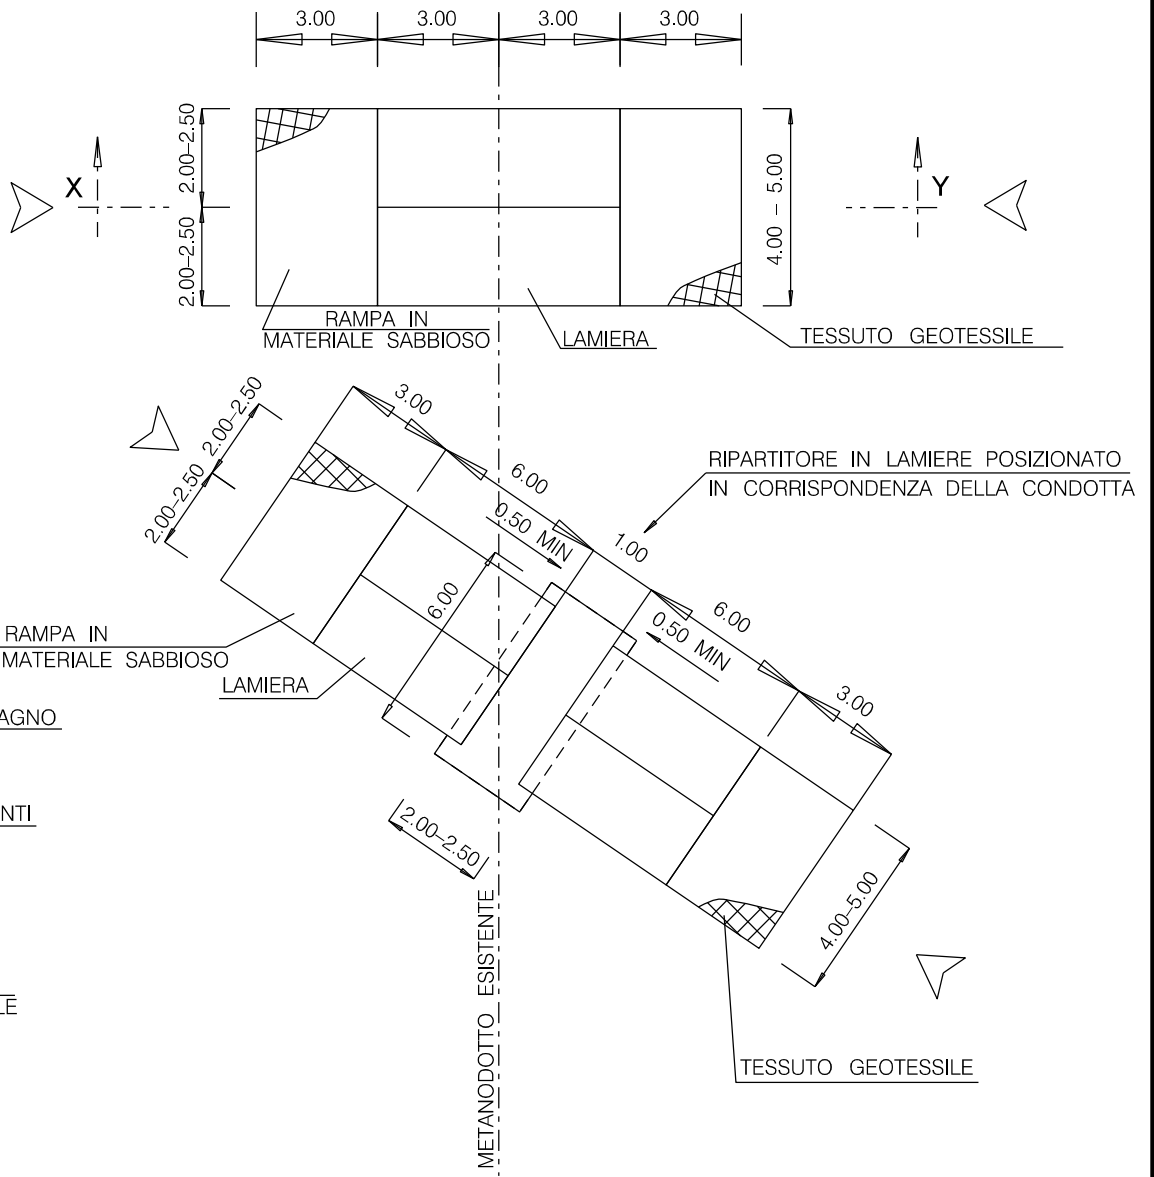 3.00 3.00 3.00 3.00
2.00-2.50
2.00-2.50
X
Y
4.00 - 5.00
RAMPA IN
MATERIALE SABBIOSO
LAMIERA
TESSUTO GEOTESSILE
3.00
6.00
1.00
6.00
3.00
2.00-2.50
2.00-2.50
0.50 MIN
0.50 MIN
6.00
RIPARTITORE IN LAMIERE POSIZIONATO
IN CORRISPONDENZA DELLA CONDOTTA
RAMPA IN
MATERIALE SABBIOSO
LAMIERA
AGNO
NTI
2.00-2.50
4.00-5.00
METANODOTTO ESISTENTE
LE
TESSUTO GEOTESSILE